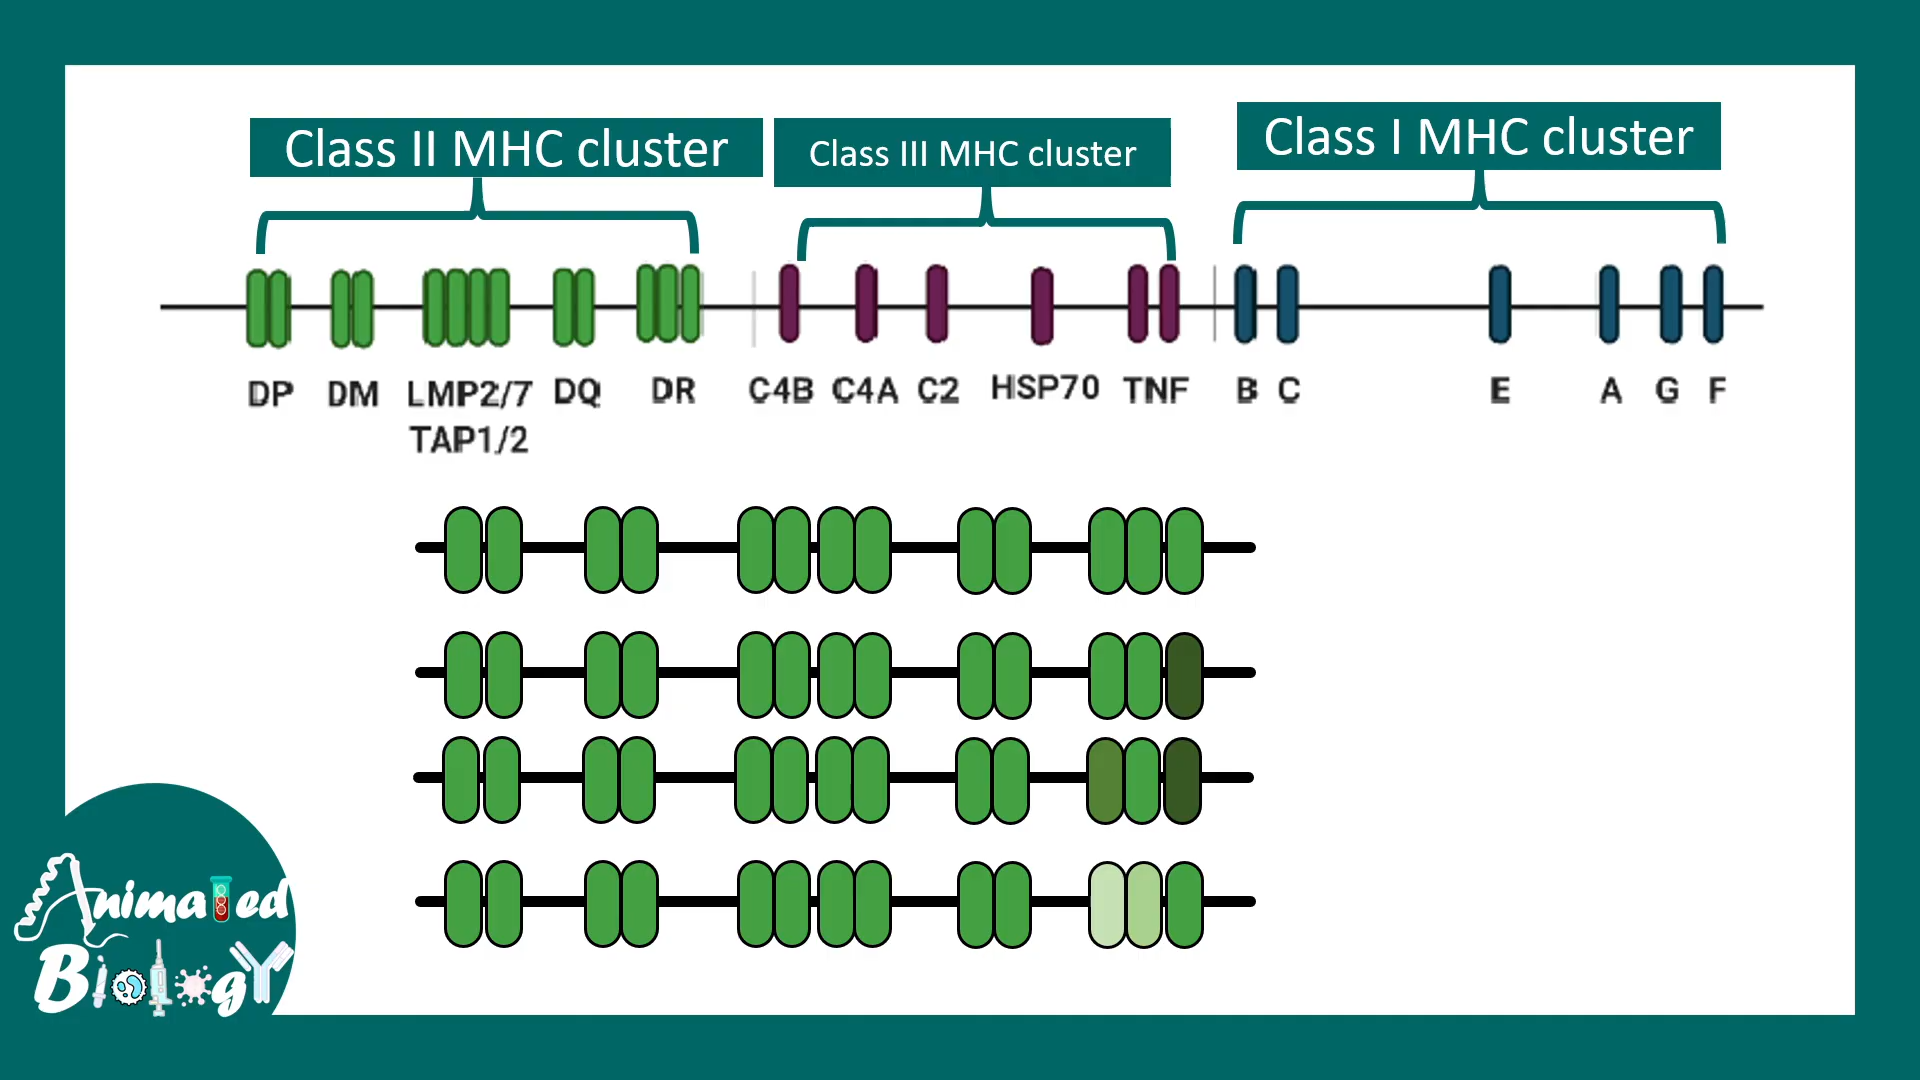 Class II MHC cluster
Class III MHC cluster
Class I MHC cluster
DP DM LMP2/7 DQ DR C4B C4A C2 HSP70 TNF B C E A G F
TAP1/2
Animated
Biology